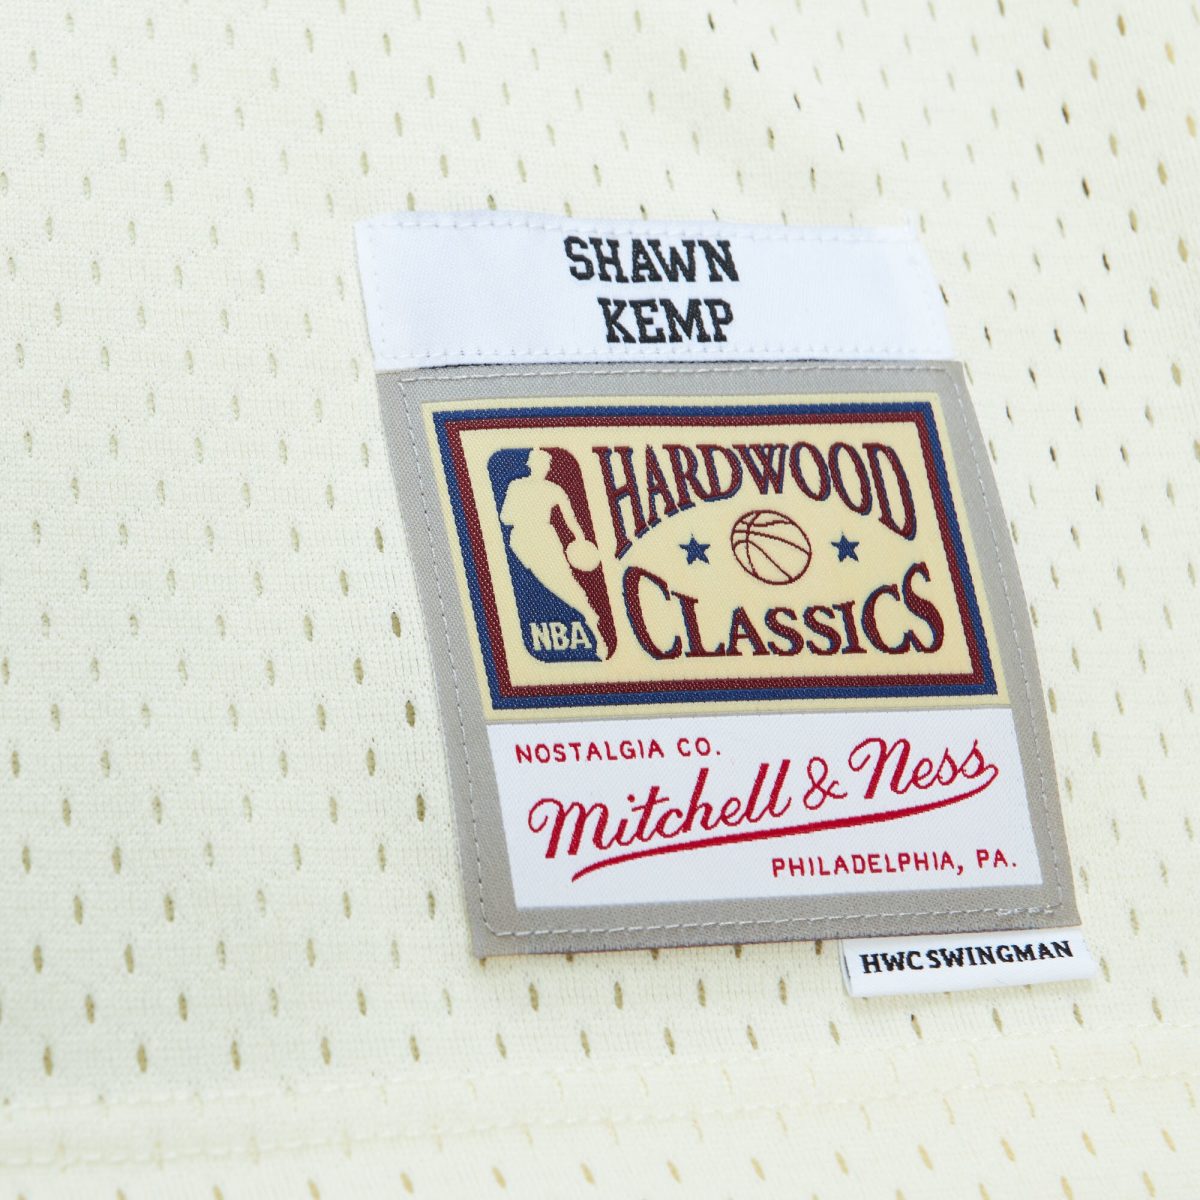 SHAWN
KEMP
HARDWOOD
CLASSICS
NBA
NOSTALGIA CO.
Mitchell & Ness
PHILADELPHIA, PA.
HWC SWINGMAN